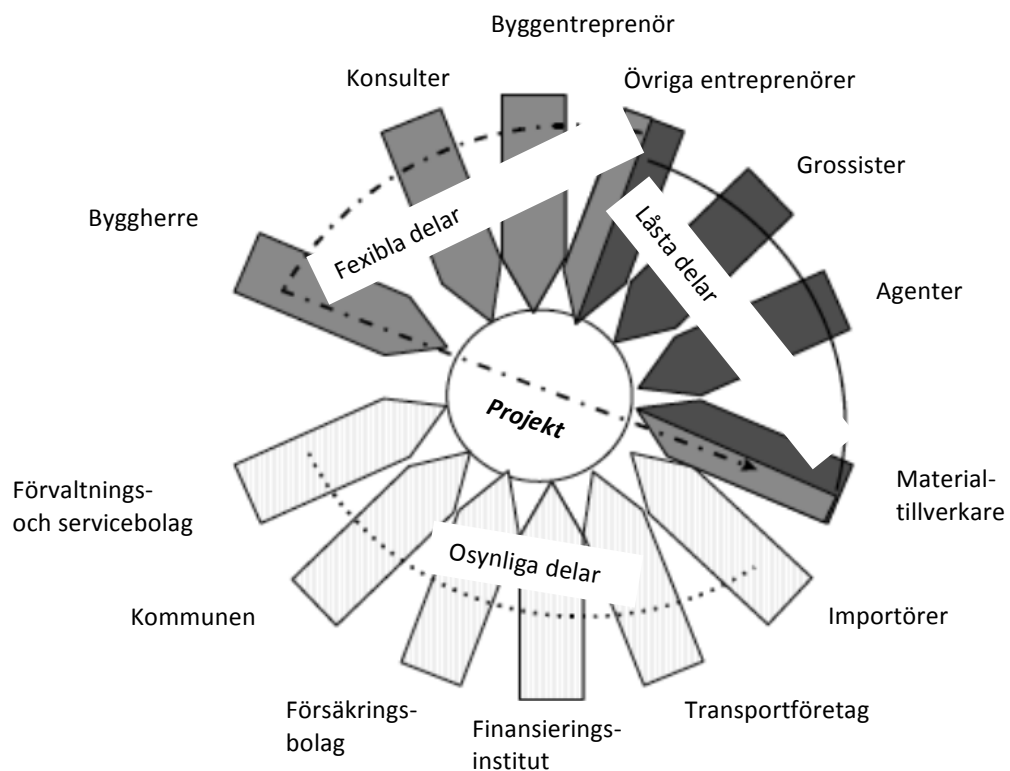 Byggentreprenör
Konsulter
Övriga entreprenörer
Grossister
Byggherre
Fexibla delar
Låsta delar
Agenter
Projekt
Material-
tillverkare
Förvaltnings-
och servicebolag
Osynliga delar
Kommunen
Importörer
Försäkrings-
bolag
Finansierings-
institut
Transportföretag